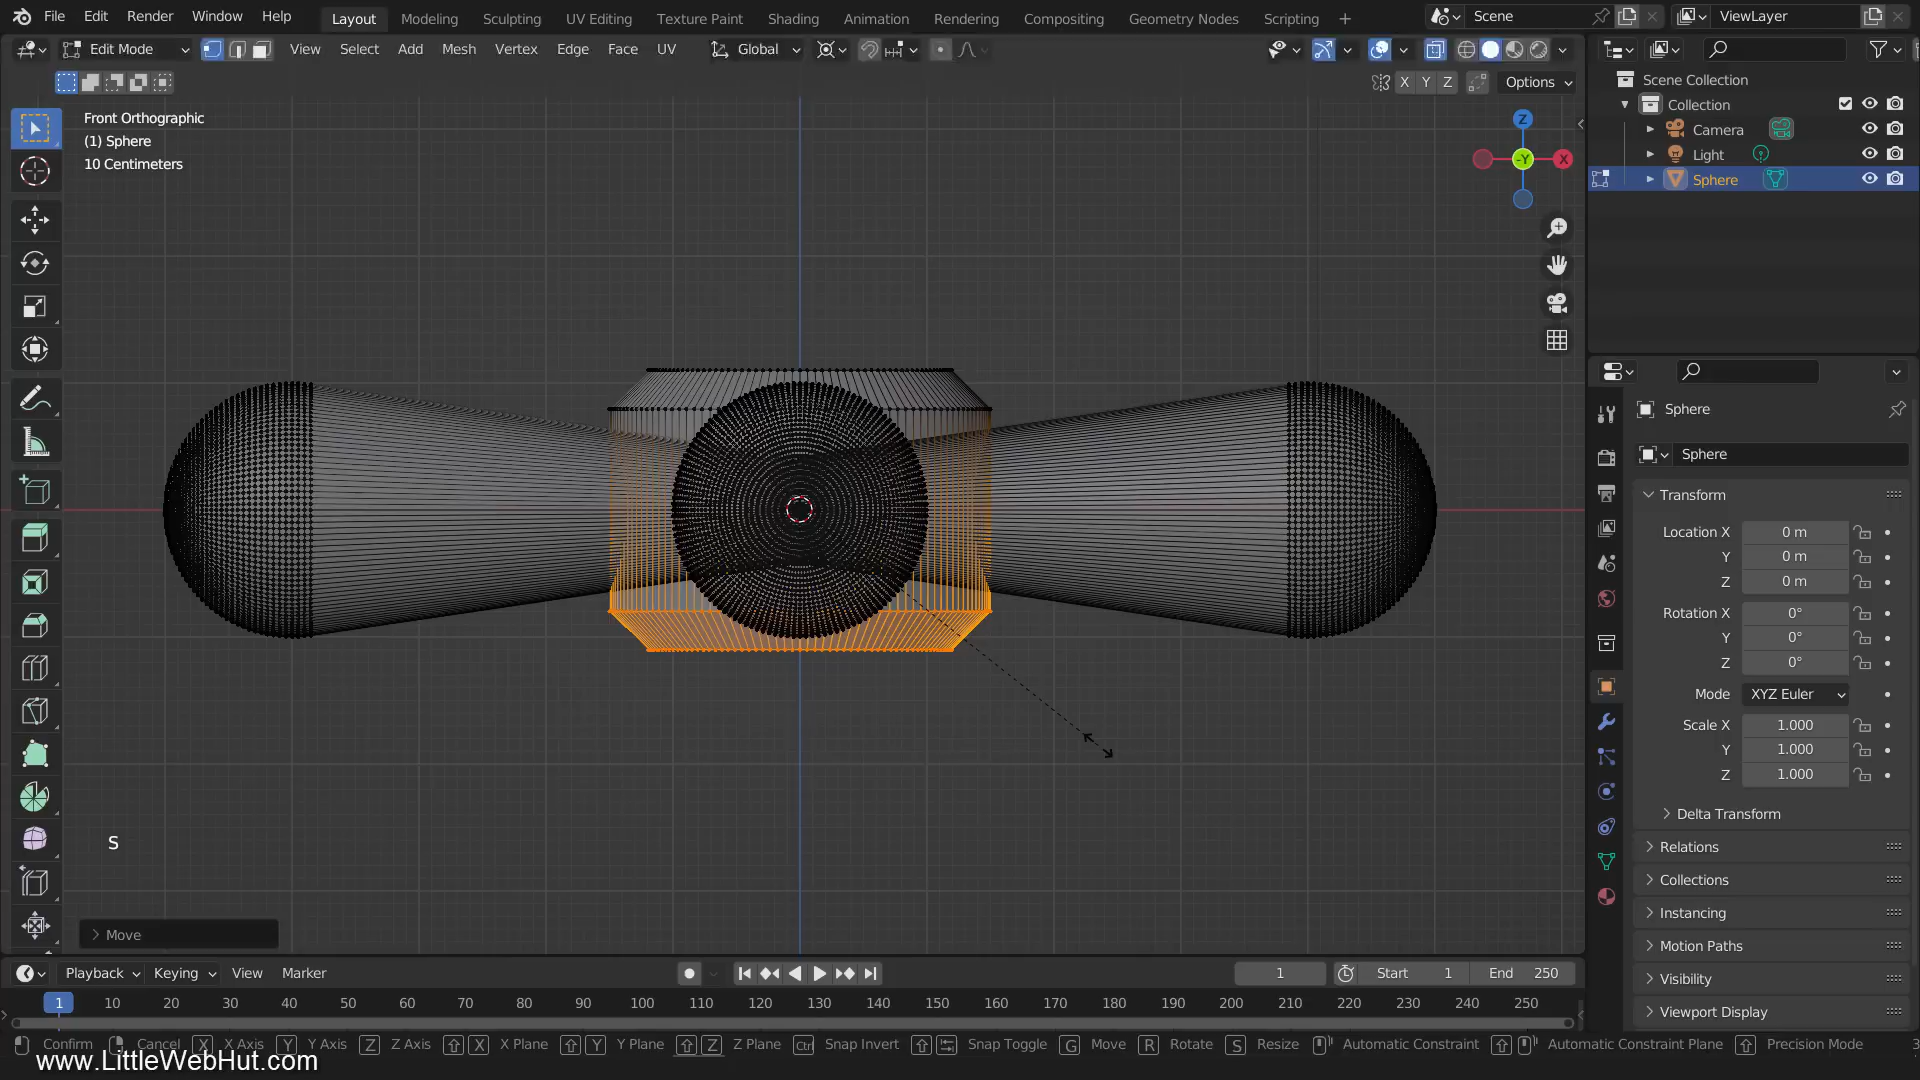 File Edit Render Window Help Layout Modeling Sculpting UV Editing Texture Paint Shading Animation Rendering Compositing Geometry Nodes Scripting + Scene ViewLayer
Edit Mode View Select Add Mesh Vertex Edge Face UV Global
X Y Z Options
Front Orthographic
(1) Sphere
10 Centimeters
Z
-Y
X
Scene Collection
Collection
Camera
Light
Sphere
Sphere
Sphere
Transform
Location X 0 m
Y 0 m
Z 0 m
Rotation X 0°
Y 0°
Z 0°
Mode XYZ Euler
Scale X 1.000
Y 1.000
Z 1.000
Delta Transform
Relations
Collections
Instancing
Motion Paths
Visibility
Viewport Display
S
Move
Playback Keying View Marker 1 Start 1 End 250
1 10 20 30 40 50 60 70 80 90 100 110 120 130 140 150 160 170 180 190 200 210 220 230 240 250
Confirm Cancel X X Axis Y Y Axis Z Z Axis X X Plane Y Y Plane Z Z Plane Ctrl Snap Invert Snap Toggle G Move R Rotate S Resize Automatic Constraint Automatic Constraint Plane Precision Mode
www.LittleWebHut.com